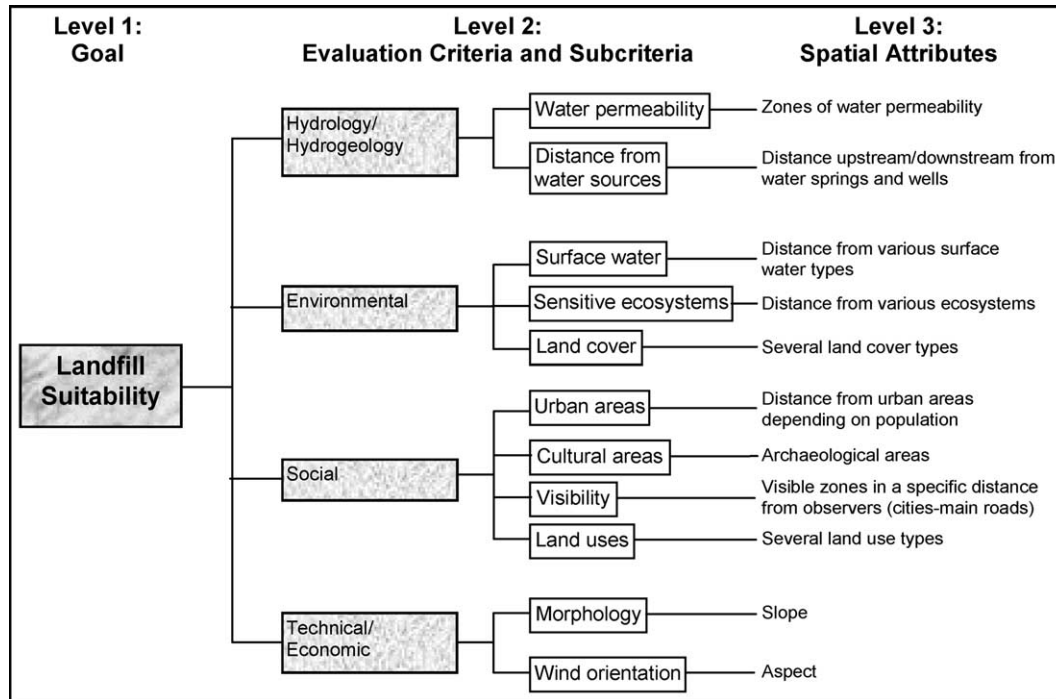 Level 1:
Goal
Level 2:
Evaluation Criteria and Subcriteria
Level 3:
Spatial Attributes
Landfill
Suitability
Hydrology/
Hydrogeology
Water permeability
Zones of water permeability
Distance from
water sources
Distance upstream/downstream from
water springs and wells
Environmental
Surface water
Distance from various surface
water types
Sensitive ecosystems
Distance from various ecosystems
Land cover
Several land cover types
Social
Urban areas
Distance from urban areas
depending on population
Cultural areas
Archaeological areas
Visibility
Visible zones in a specific distance
from observers (cities-main roads)
Land uses
Several land use types
Technical/
Economic
Morphology
Slope
Wind orientation
Aspect